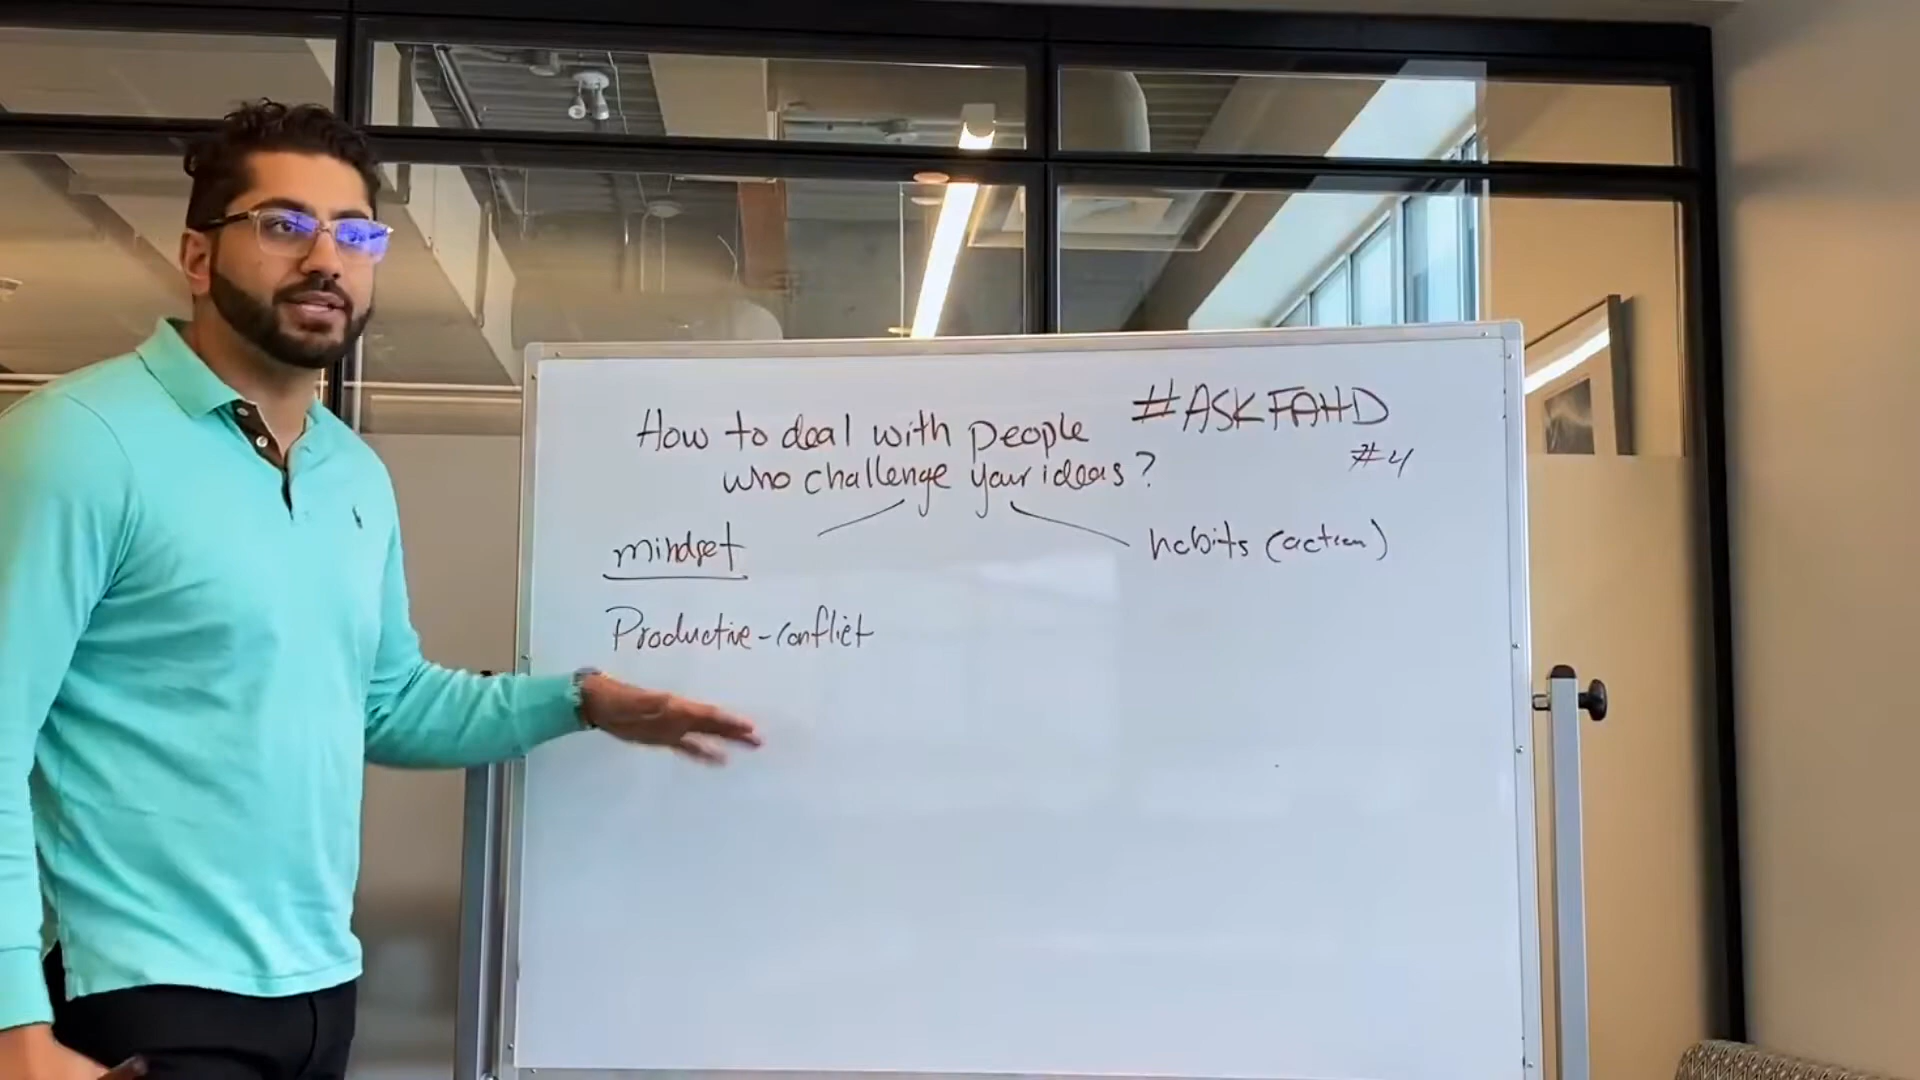 How to deal with people
who challenge your ideas?
#ASKFAHD
#4
mindset
habits (action)
Productive-conflict